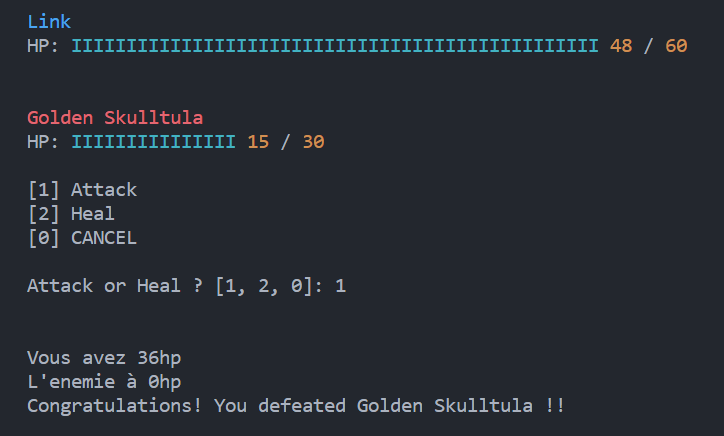 Link
HP: IIIIIIIIIIIIIIIIIIIIIIIIIIIIIIIIIIIIIIIIIIIIIIII 48 / 60
Golden Skulltula
HP: IIIIIIIIIIIIIII 15 / 30
[1] Attack
[2] Heal
[0] CANCEL
Attack or Heal ? [1, 2, 0]: 1
Vous avez 36hp
L'enemie à 0hp
Congratulations! You defeated Golden Skulltula !!